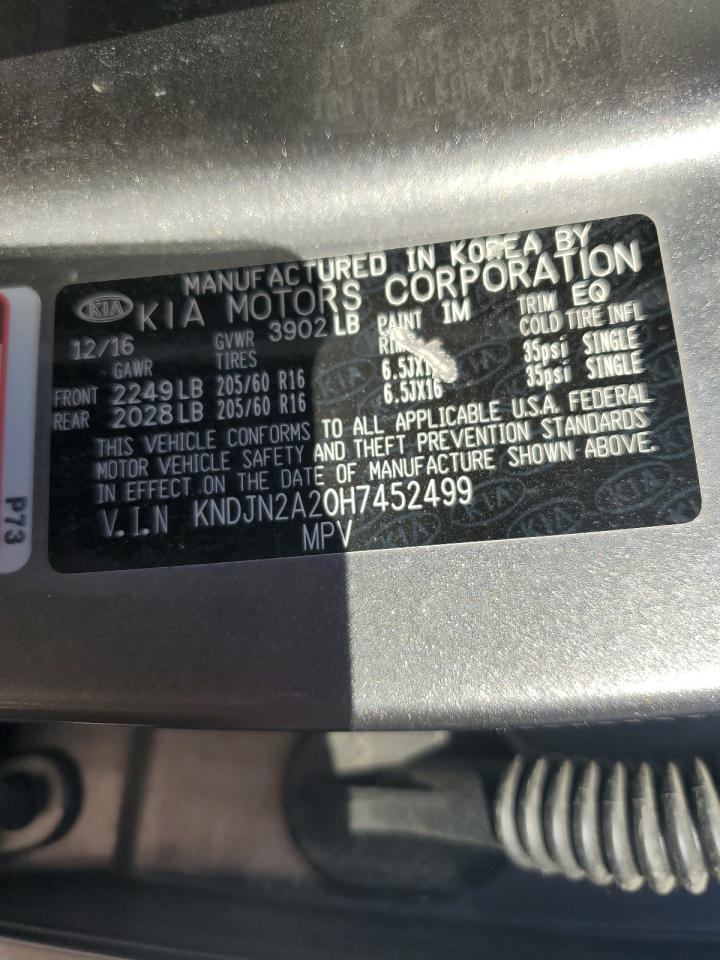 MANUFACTURED IN KOREA BY
KIA KIA MOTORS CORPORATION
12/16 GVWR 3902 LB PAINT IM TRIM EQ
GAWR TIRES COLD TIRE INFL
FRONT 2249 LB 205/60 R16 6.5JX16 35psi SINGLE
REAR 2028 LB 205/60 R16 6.5JX16 35psi SINGLE
THIS VEHICLE CONFORMS TO ALL APPLICABLE U.S.A. FEDERAL
MOTOR VEHICLE SAFETY AND THEFT PREVENTION STANDARDS
IN EFFECT ON THE DATE OF MANUFACTURE SHOWN ABOVE.
V.I.N KNDJN2A20H7452499
MPV
P73